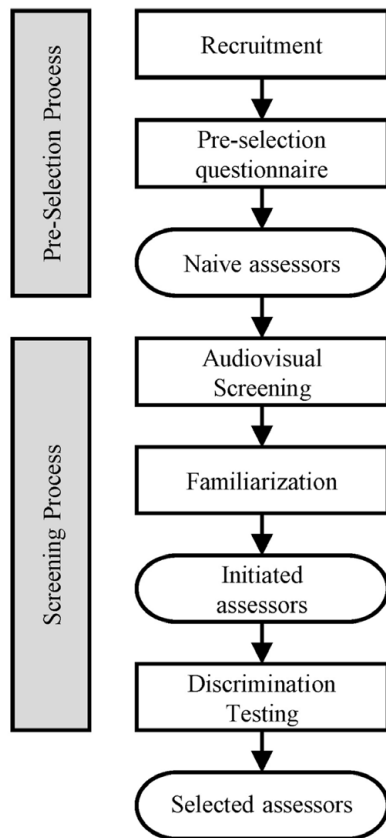 Pre-Selection Process
Recruitment
Pre-selection
questionnaire
Naive assessors
Screening Process
Audiovisual
Screening
Familiarization
Initiated
assessors
Discrimination
Testing
Selected assessors